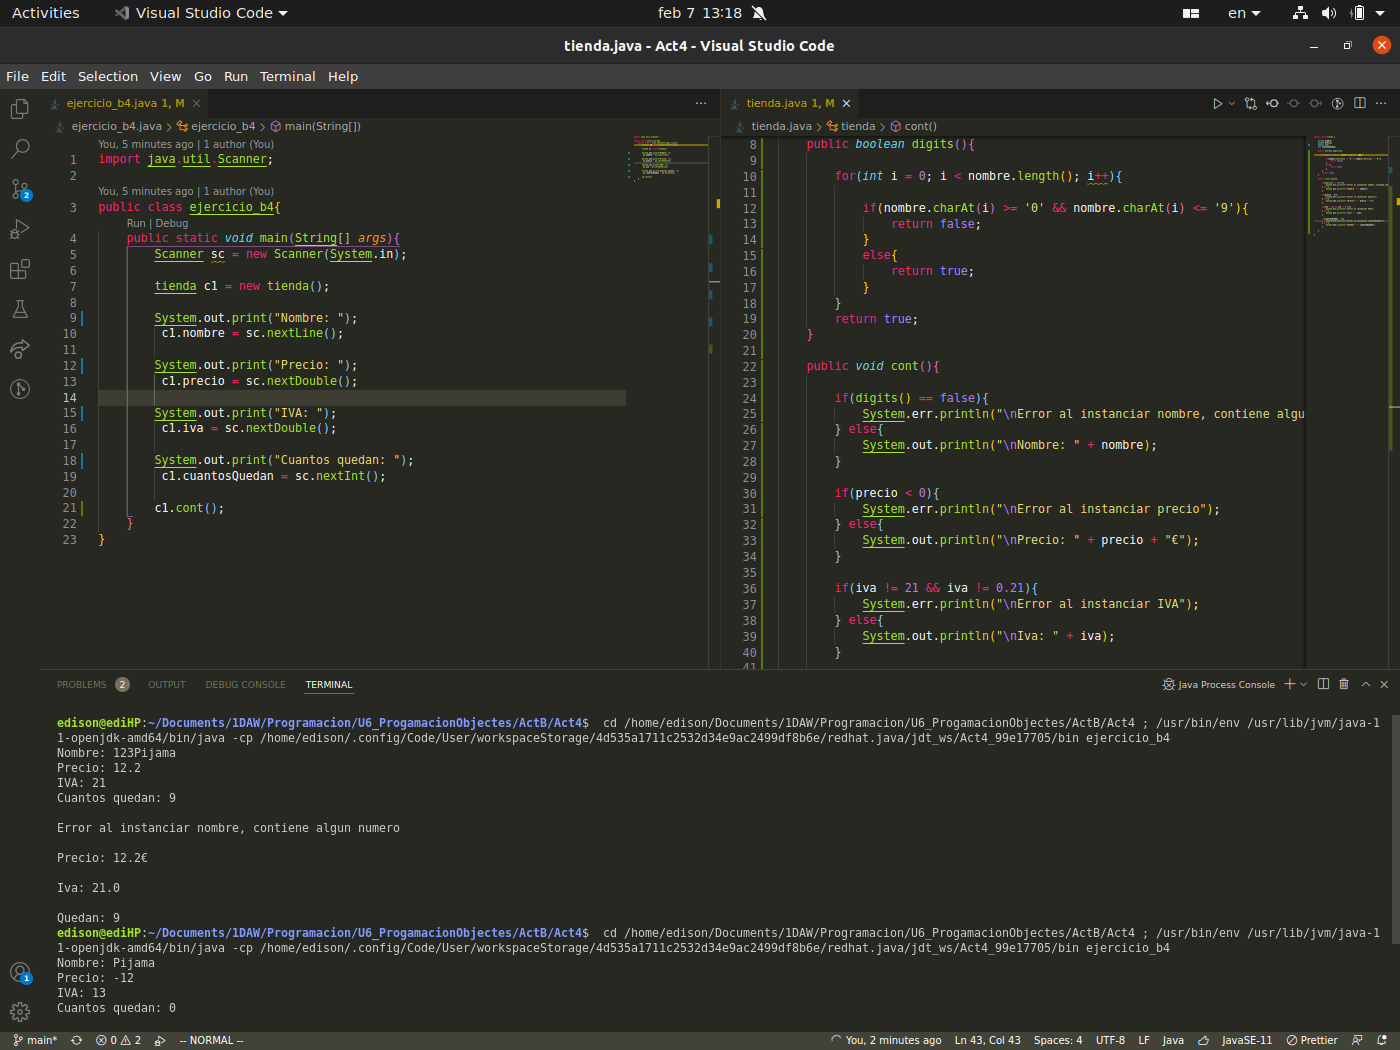 Activities Visual Studio Code feb 7 13:18 en
tienda.java - Act4 - Visual Studio Code
File Edit Selection View Go Run Terminal Help
ejercicio_b4.java 1, M
ejercicio_b4.java > ejercicio_b4 > main(String[])
You, 5 minutes ago | 1 author (You)
1 import java.util.Scanner;
2
You, 5 minutes ago | 1 author (You)
3 public class ejercicio_b4{
Run | Debug
4 public static void main(String[] args){
5 Scanner sc = new Scanner(System.in);
6
7 tienda c1 = new tienda();
8
9 System.out.print("Nombre: ");
10 c1.nombre = sc.nextLine();
11
12 System.out.print("Precio: ");
13 c1.precio = sc.nextDouble();
14
15 System.out.print("IVA: ");
16 c1.iva = sc.nextDouble();
17
18 System.out.print("Cuantos quedan: ");
19 c1.cuantosQuedan = sc.nextInt();
20
21 c1.cont();
22 }
23 }
tienda.java 1, M
tienda.java > tienda > cont()
8 public boolean digits(){
9
10 for(int i = 0; i < nombre.length(); i++){
11
12 if(nombre.charAt(i) >= '0' && nombre.charAt(i) <= '9'){
13 return false;
14 }
15 else{
16 return true;
17 }
18 }
19 return true;
20 }
21
22 public void cont(){
23
24 if(digits() == false){
25 System.err.println("\nError al instanciar nombre, contiene algu
26 } else{
27 System.out.println("\nNombre: " + nombre);
28 }
29
30 if(precio < 0){
31 System.err.println("\nError al instanciar precio");
32 } else{
33 System.out.println("\nPrecio: " + precio + "€");
34 }
35
36 if(iva != 21 && iva != 0.21){
37 System.err.println("\nError al instanciar IVA");
38 } else{
39 System.out.println("\nIva: " + iva);
40 }
41
PROBLEMS 2 OUTPUT DEBUG CONSOLE TERMINAL Java Process Console
edison@ediHP:~/Documents/1DAW/Programacion/U6_ProgamacionObjectes/ActB/Act4$ cd /home/edison/Documents/1DAW/Programacion/U6_ProgamacionObjectes/ActB/Act4 ; /usr/bin/env /usr/lib/jvm/java-1
1-openjdk-amd64/bin/java -cp /home/edison/.config/Code/User/workspaceStorage/4d535a1711c2532d34e9ac2499df8b6e/redhat.java/jdt_ws/Act4_99e17705/bin ejercicio_b4
Nombre: 123Pijama
Precio: 12.2
IVA: 21
Cuantos quedan: 9
Error al instanciar nombre, contiene algun numero
Precio: 12.2€
Iva: 21.0
Quedan: 9
edison@ediHP:~/Documents/1DAW/Programacion/U6_ProgamacionObjectes/ActB/Act4$ cd /home/edison/Documents/1DAW/Programacion/U6_ProgamacionObjectes/ActB/Act4 ; /usr/bin/env /usr/lib/jvm/java-1
1-openjdk-amd64/bin/java -cp /home/edison/.config/Code/User/workspaceStorage/4d535a1711c2532d34e9ac2499df8b6e/redhat.java/jdt_ws/Act4_99e17705/bin ejercicio_b4
Nombre: Pijama
Precio: -12
IVA: 13
Cuantos quedan: 0
2
1
main* 0 2 -- NORMAL -- You, 2 minutes ago Ln 43, Col 43 Spaces: 4 UTF-8 LF Java JavaSE-11 Prettier